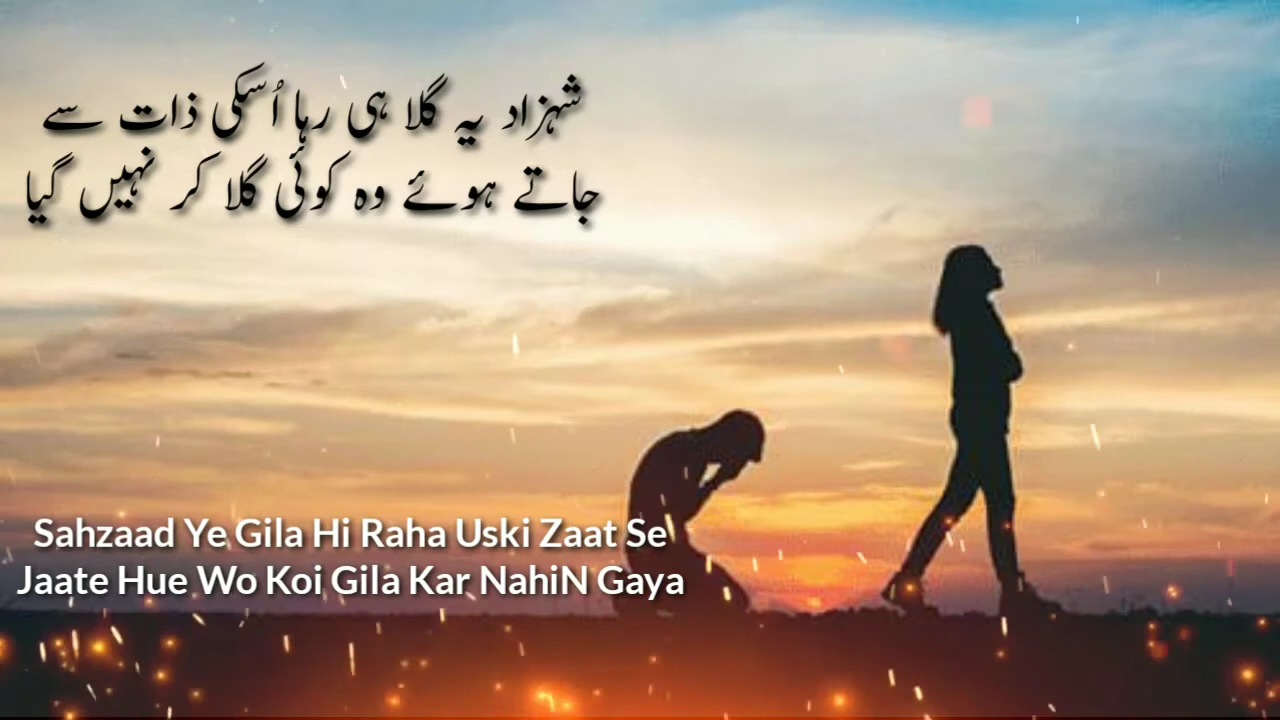 شہزاد یہ گلا ہی رہا اُسکی ذات سے
جاتے ہوئے وہ کوئی گلا کر نہیں گیا
Sahzaad Ye Gila Hi Raha Uski Zaat Se
Jaate Hue Wo Koi Gila Kar NahiN Gaya